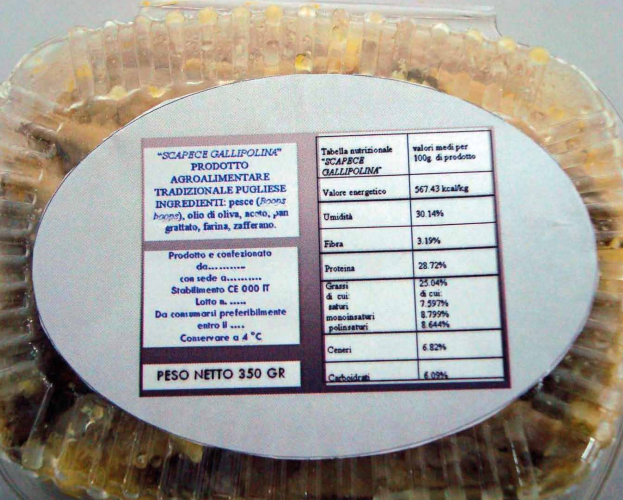 "SCAPECE GALLIPOLINA"
PRODOTTO
AGROALIMENTARE
TRADIZIONALE PUGLIESE
INGREDIENTI: pesce (Boops
boops), olio di oliva, aceto, pan
grattato, farina, zafferano.
Prodotto e confezionato
da...........
con sede a..........
Stabilimento CE 000 IT
Lotto n. .....
Da consumarsi preferibilmente
entro il ....
Conservare a 4 °C
PESO NETTO 350 GR
Tabella nutrizionale
"SCAPECE
GALLIPOLINA"
valori medi per
100g. di prodotto
Valore energetico 567.43 kcal/kg
Umidità 30.14%
Fibra 3.19%
Proteina 28.72%
Grassi 25.04%
di cui: di cui:
saturi 7.597%
monoinsaturi 8.799%
polinsaturi 8.644%
Ceneri 6.82%
Carboidrati 6.09%